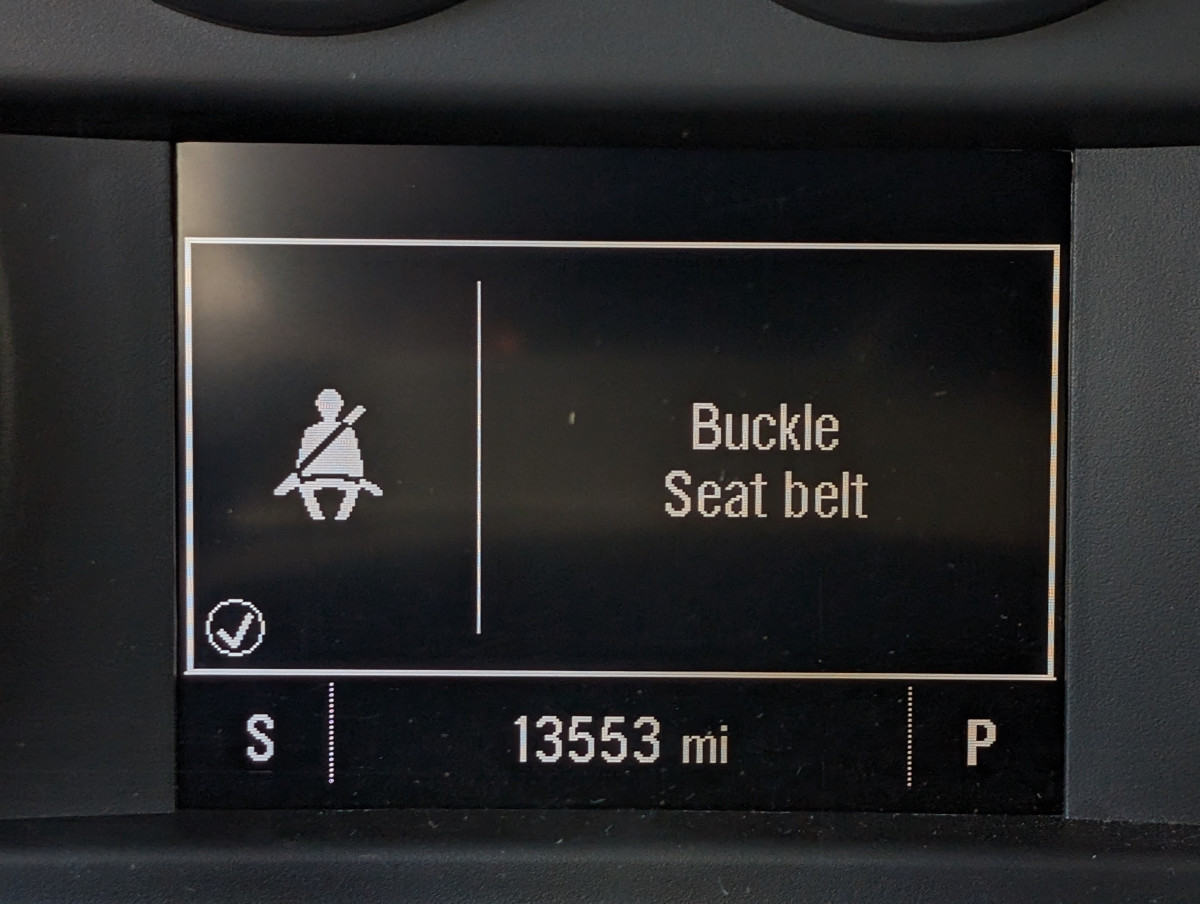 Buckle
Seat belt
S 13553 mi P